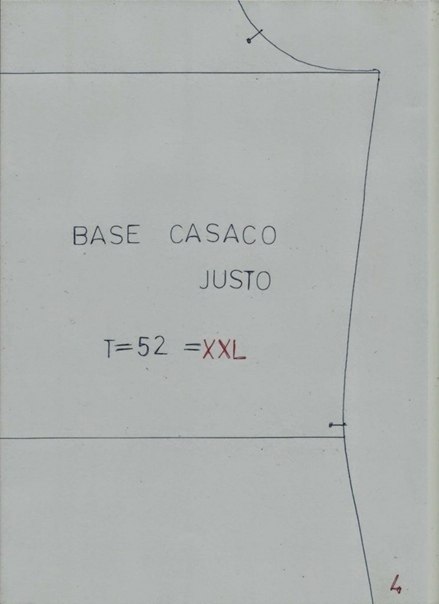 BASE CASACO
JUSTO
T=52 =XXL
4